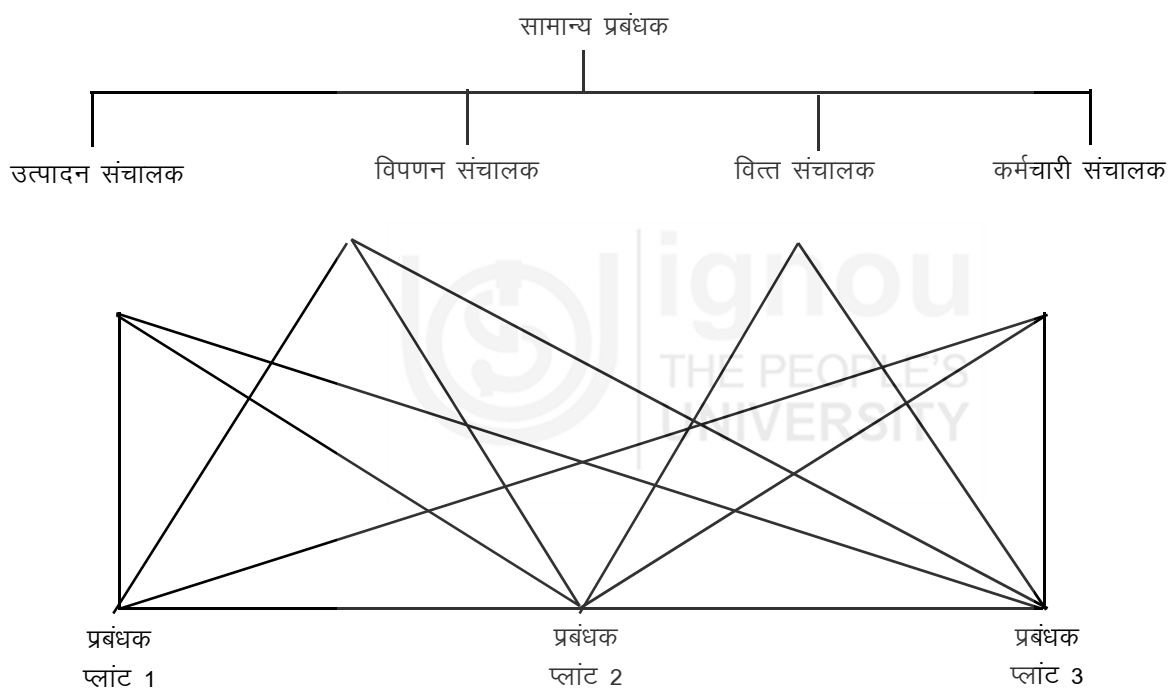 सामान्य प्रबंधक
उत्पादन संचालक विपणन संचालक वित्त संचालक कर्मचारी संचालक
ignou
THE PEOPLE'S
UNIVERSITY
प्रबंधक प्रबंधक प्रबंधक
प्लांट 1 प्लांट 2 प्लांट 3